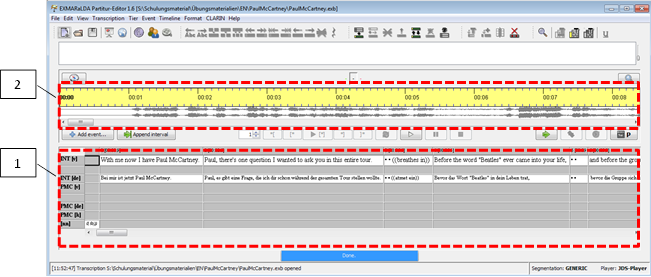 EXMARaLDA Partitur-Editor 1.6 [S:\Schulungsmaterial\Übungsmaterialien\EN\PaulMcCartney\PaulMcCartney.exb]
File Edit View Transcription Tier Event Timeline Format CLARIN Help
2
00:00 00:01 00:02 00:03 00:04 00:05 00:06 00:07 00:08
Add event... Append interval
P
1
INT [v] With me now I have Paul McCartney. Paul, there's one question I wanted to ask you in this entire tour. •• ((breathes in)) Before the word "Beatles" ever came into your life, •• and before the gro
INT [de] Bei mir ist jetzt Paul McCartney. Paul, es gibt eine Frage, die ich dir schon während der gesamten Tour stellen wollte. •• ((atmet ein)) Bevor das Wort "Beatles" in dein Leben trat, bevor die Gruppe sich
PMC [v]
PMC [de]
PMC [k]
[nn]
Done.
[11:52:47] Transcription S:\Schulungsmaterial\Übungsmaterialien\EN\PaulMcCartney\PaulMcCartney.exb opened
Segmentation: GENERIC Player: JDS-Player